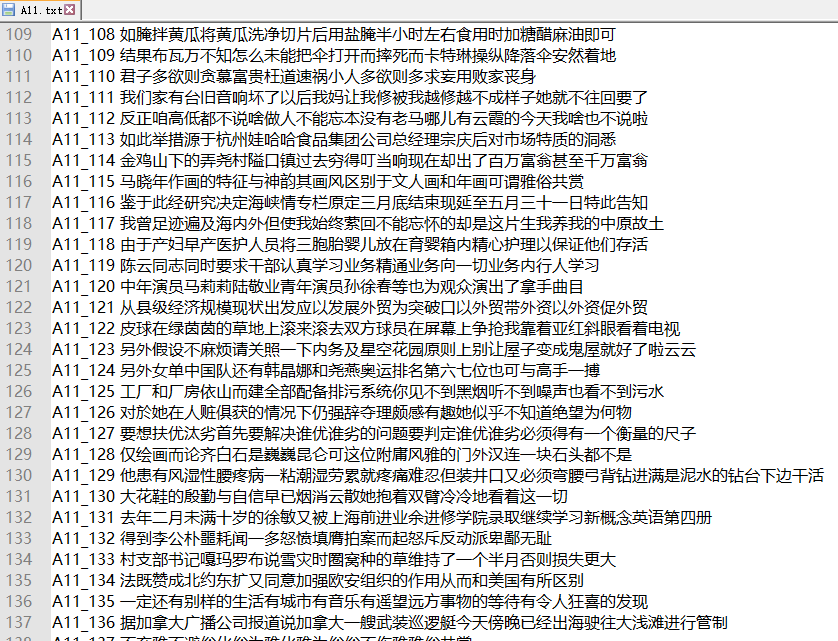 A11.txt
109 A11_108 如腌拌黄瓜将黄瓜洗净切片后用盐腌半小时左右食用时加糖醋麻油即可
110 A11_109 结果布瓦万不知怎么未能把伞打开而摔死而卡特琳操纵降落伞安然着地
111 A11_110 君子多欲则贪慕富贵枉道速祸小人多欲则多求妄用败家丧身
112 A11_111 我们家有台旧音响坏了以后我妈让我修被我越修越不成样子她就不往回要了
113 A11_112 反正咱高低都不说啥做人不能忘本没有老马哪儿有云霞的今天我啥也不说啦
114 A11_113 如此举措源于杭州娃哈哈食品集团公司总经理宗庆后对市场特质的洞悉
115 A11_114 金鸡山下的弄尧村隘口镇过去穷得叮当响现在却出了百万富翁甚至千万富翁
116 A11_115 马晓年作画的特征与神韵其画风区别于文人画和年画可谓雅俗共赏
117 A11_116 鉴于此经研究决定海峡情专栏原定三月底结束现延至五月三十一日特此告知
118 A11_117 我曾足迹遍及海内外但使我始终萦回不能忘怀的却是这片生我养我的中原故土
119 A11_118 由于产妇早产医护人员将三胞胎婴儿放在育婴箱内精心护理以保证他们存活
120 A11_119 陈云同志同时要求干部认真学习业务精通业务向一切业务内行人学习
121 A11_120 中年演员马莉莉陆敬业青年演员孙徐春等也为观众演出了拿手曲目
122 A11_121 从县级经济规模现状出发应以发展外贸为突破口以外贸带外资以外资促外贸
123 A11_122 皮球在绿茵茵的草地上滚来滚去双方球员在屏幕上争抢我靠着亚红斜眼看着电视
124 A11_123 另外假设不麻烦请关照一下内务及星空花园原则上别让屋子变成鬼屋就好了啦云云
125 A11_124 另外女单中国队还有韩晶娜和尧燕奥运排名第六七位也可与高手一搏
126 A11_125 工厂和厂房依山而建全部配备排污系统你见不到黑烟听不到噪声也看不到污水
127 A11_126 对於她在人赃俱获的情况下仍强辞夺理颇感有趣她似乎不知道绝望为何物
128 A11_127 要想扶优汰劣首先要解决谁优谁劣的问题要判定谁优谁劣必须得有一个衡量的尺子
129 A11_128 仅绘画而论齐白石是巍巍昆仑可这位附庸风雅的门外汉连一块石头都不是
130 A11_129 他患有风湿性腰疼病一粘潮湿劳累就疼痛难忍但装井口又必须弯腰弓背钻进满是泥水的钻台下边干活
131 A11_130 大花鞋的殷勤与自信早已烟消云散她抱着双臂冷冷地看着这一切
132 A11_131 去年二月未满十岁的徐敏又被上海前进业余进修学院录取继续学习新概念英语第四册
133 A11_132 得到李公朴噩耗闻一多怒愤填膺拍案而起怒斥反动派卑鄙无耻
134 A11_133 村支部书记嘎玛罗布说雪灾时圈窝种的草维持了一个半月否则损失更大
135 A11_134 法既赞成北约东扩又同意加强欧安组织的作用从而和美国有所区别
136 A11_135 一定还有别样的生活有城市有音乐有遥望远方事物的等待有令人狂喜的发现
137 A11_136 据加拿大广播公司报道说加拿大一艘武装巡逻艇今天傍晚已经出海驶往大浅滩进行管制